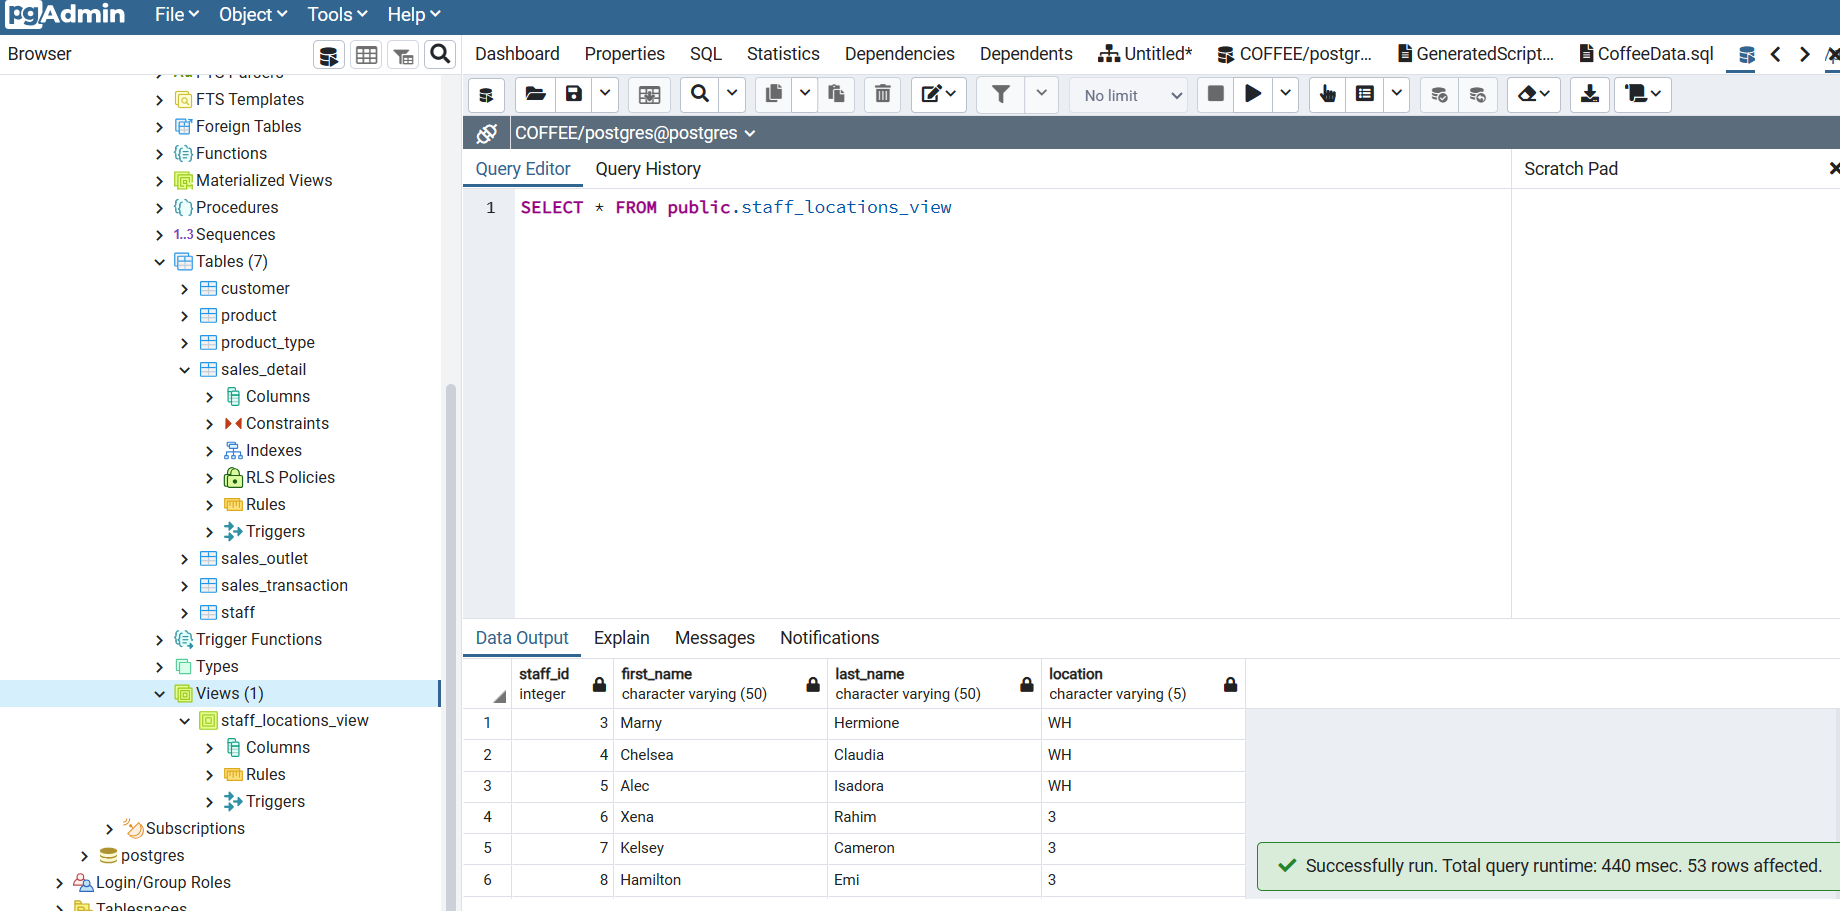 pgAdmin File Object Tools Help
Browser
Dashboard Properties SQL Statistics Dependencies Dependents Untitled* COFFEE/postgr... GeneratedScript... CoffeeData.sql
FTS Parsers
FTS Templates
Foreign Tables
Functions
Materialized Views
Procedures
1..3 Sequences
Tables (7)
customer
product
product_type
sales_detail
Columns
Constraints
Indexes
RLS Policies
Rules
Triggers
sales_outlet
sales_transaction
staff
Trigger Functions
Types
Views (1)
staff_locations_view
Columns
Rules
Triggers
Subscriptions
postgres
Login/Group Roles
Tablespaces
No limit
COFFEE/postgres@postgres
Query Editor Query History
Scratch Pad
1 SELECT * FROM public.staff_locations_view
Data Output Explain Messages Notifications
staff_id first_name last_name location
integer character varying (50) character varying (50) character varying (5)
1 3 Marny Hermione WH
2 4 Chelsea Claudia WH
3 5 Alec Isadora WH
4 6 Xena Rahim 3
5 7 Kelsey Cameron 3
6 8 Hamilton Emi 3
Successfully run. Total query runtime: 440 msec. 53 rows affected.